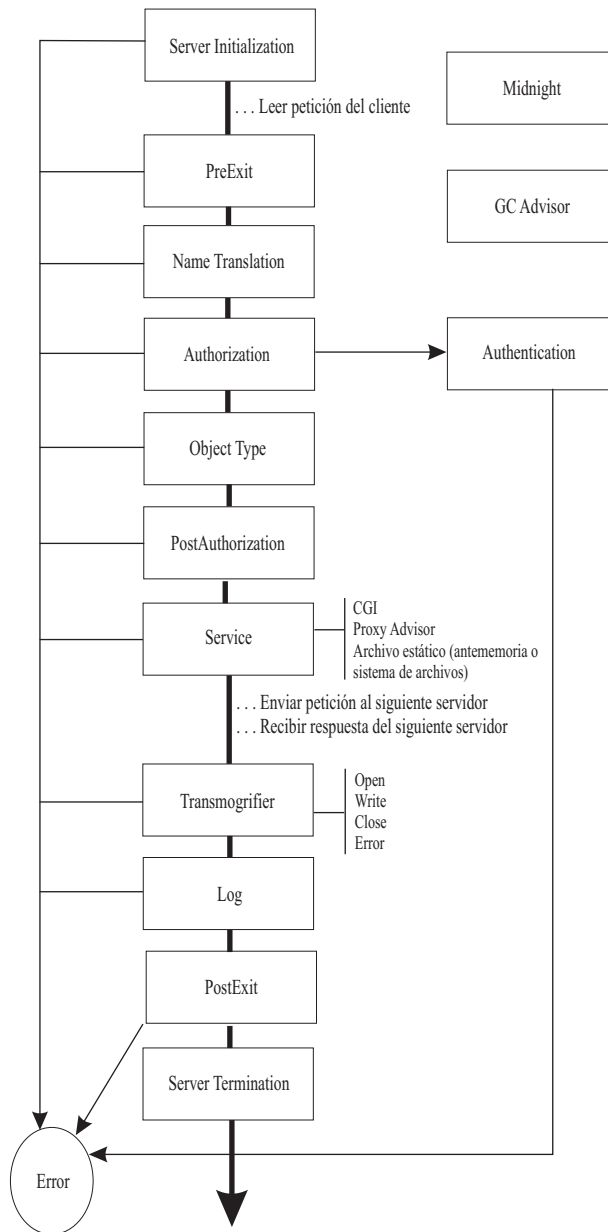 Server Initialization
Midnight
. . . Leer petición del cliente
PreExit
GC Advisor
Name Translation
Authorization
Authentication
Object Type
PostAuthorization
Service
CGI
Proxy Advisor
Archivo estático (antememoria o
sistema de archivos)
. . . Enviar petición al siguiente servidor
. . . Recibir respuesta del siguiente servidor
Transmogrifier
Open
Write
Close
Error
Log
PostExit
Server Termination
Error